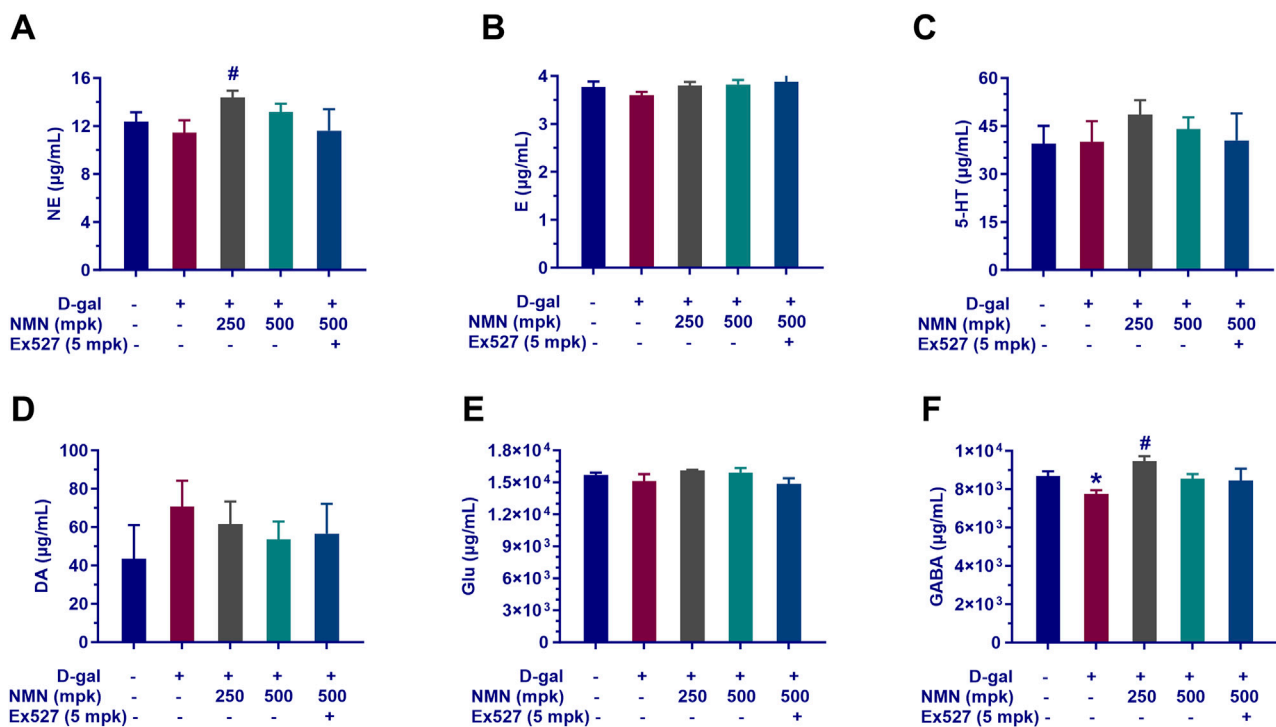 A
NE (µg/mL)
16
12
8
4
0
#
D-gal - + + + +
NMN (mpk) - - 250 500 500
Ex527 (5 mpk) - - - - +
B
E (µg/mL)
4
3
2
1
0
D-gal - + + + +
NMN (mpk) - - 250 500 500
Ex527 (5 mpk) - - - - +
C
5-HT (µg/mL)
60
45
30
15
0
D-gal - + + + +
NMN (mpk) - - 250 500 500
Ex527 (5 mpk) - - - - +
D
DA (µg/mL)
100
80
60
40
20
0
D-gal - + + + +
NMN (mpk) - - 250 500 500
Ex527 (5 mpk) - - - - +
E
Glu (µg/mL)
1.8×10⁴
1.5×10⁴
1.2×10⁴
9×10³
6×10³
3×10³
0
D-gal - + + + +
NMN (mpk) - - 250 500 500
Ex527 (5 mpk) - - - - +
F
GABA (µg/mL)
1×10⁴
8×10³
6×10³
4×10³
2×10³
0
*
#
D-gal - + + + +
NMN (mpk) - - 250 500 500
Ex527 (5 mpk) - - - - +